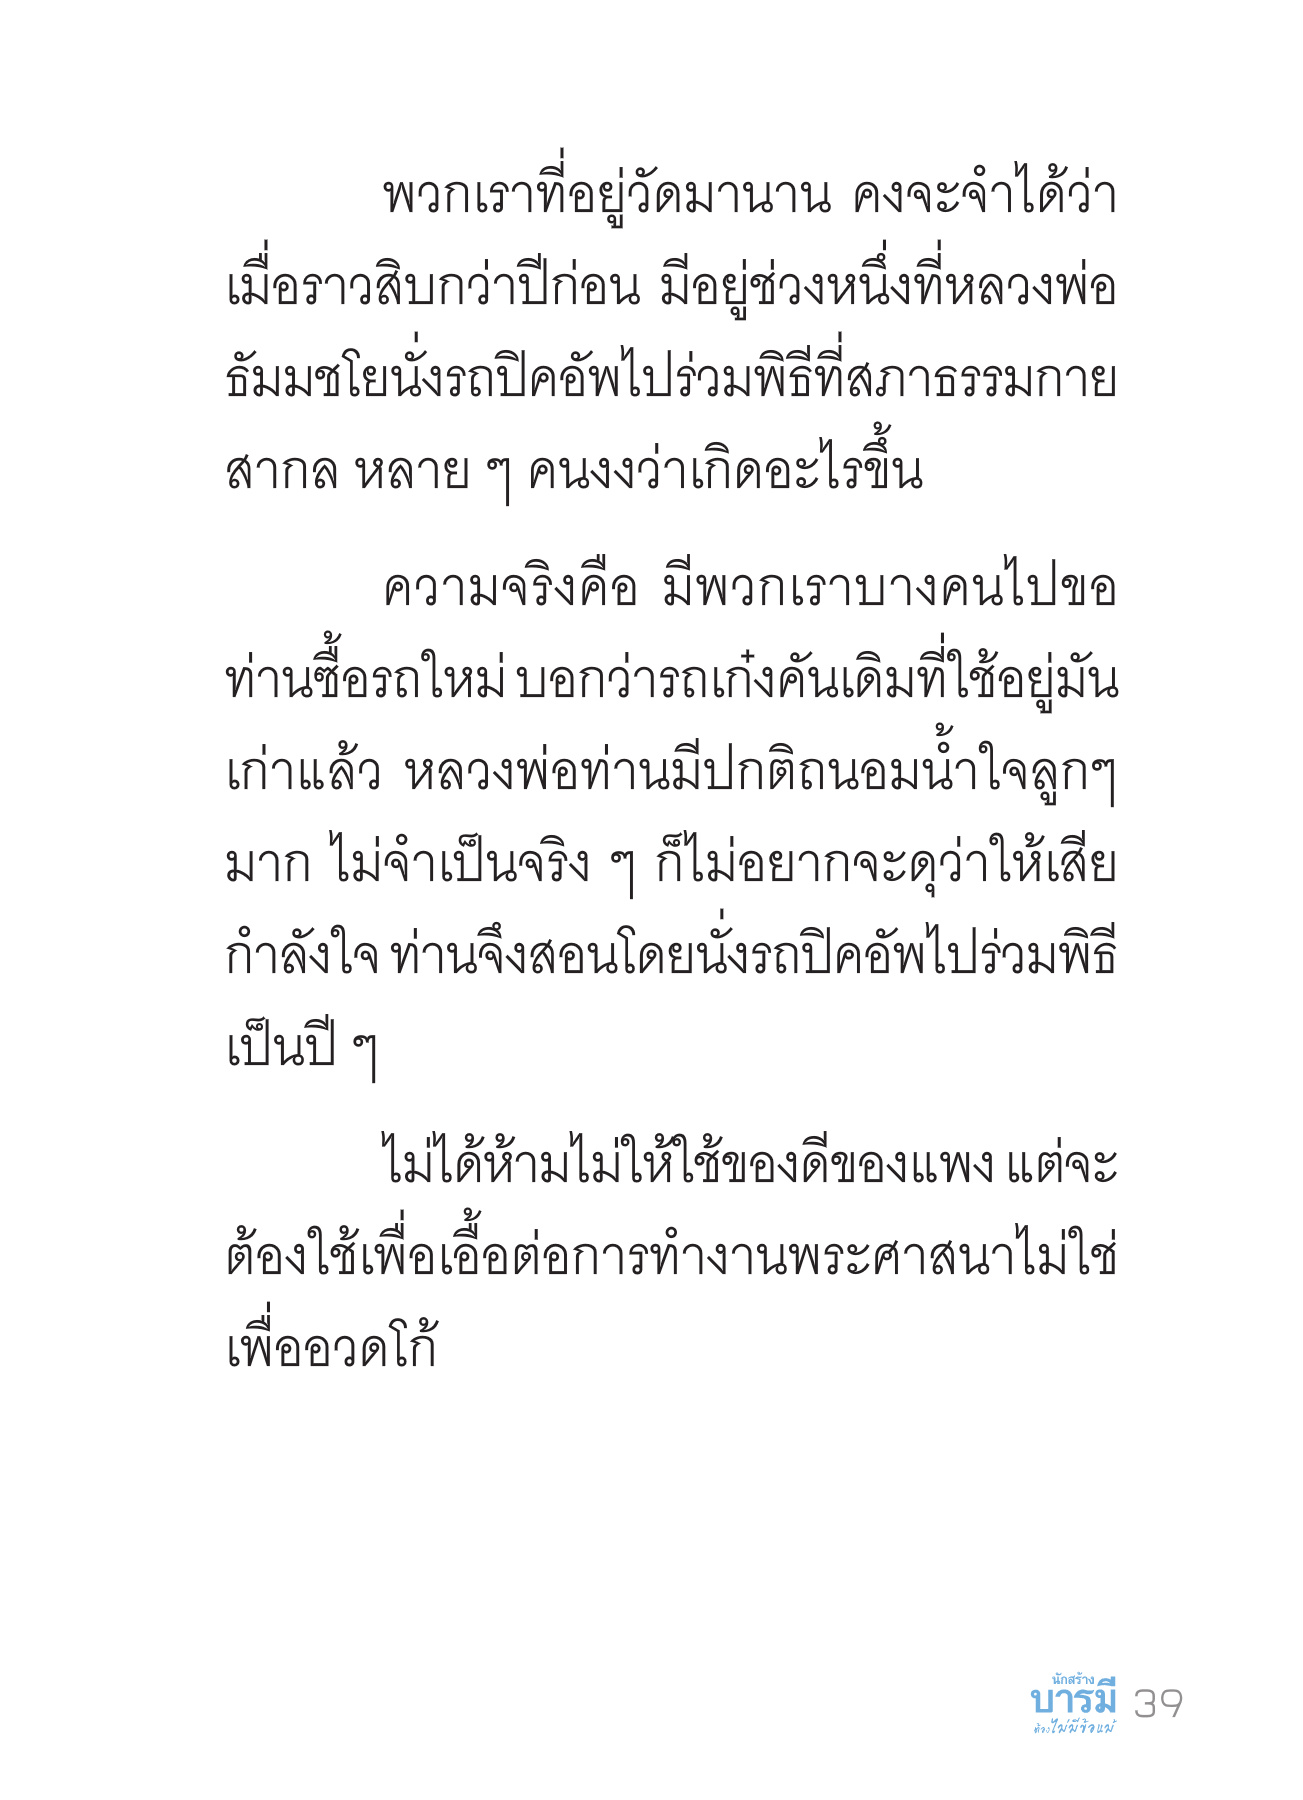 พวกเราที่อยู่วัดมานาน คงจะจำได้ว่า
เมื่อราวสิบกว่าปีก่อน มีอยู่ช่วงหนึ่งที่หลวงพ่อ
ธัมมชโยนั่งรถปิคอัพไปร่วมพิธีที่สภาธรรมกาย
สากล หลาย ๆ คนงงว่าเกิดอะไรขึ้น
ความจริงคือ มีพวกเราบางคนไปขอ
ท่านซื้อรถใหม่ บอกว่ารถเก๋งคันเดิมที่ใช้อยู่มัน
เก่าแล้ว หลวงพ่อท่านมีปกติถนอมน้ำใจลูกๆ
มาก ไม่จำเป็นจริง ๆ ก็ไม่อยากจะดุว่าให้เสีย
กำลังใจ ท่านจึงสอนโดยนั่งรถปิคอัพไปร่วมพิธี
เป็นปี ๆ
ไม่ได้ห้ามไม่ให้ใช้ของดีของแพง แต่จะ
ต้องใช้เพื่อเอื้อต่อการทำงานพระศาสนาไม่ใช่
เพื่ออวดโก้
นักสร้าง
บารมี 39
ต้องไม่มีข้อแม้